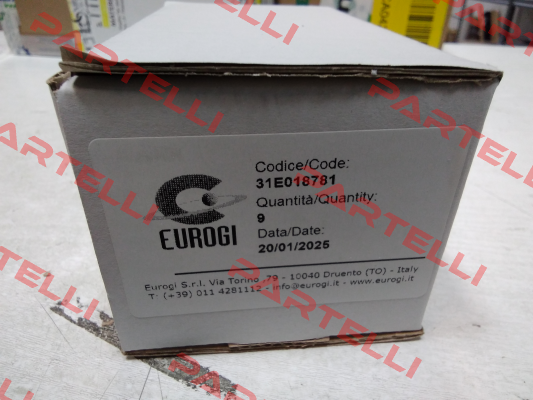 Codice/Code:
31E018781
Quantità/Quantity:
9
Data/Date:
20/01/2025
EUROGI
Eurogi S.r.l. Via Torino ,79 - 10040 Druento (TO) - Italy
T: (+39) 011 4281112 - info@eurogi.it - www.eurogi.it
PARTELLI
PARTELLI
PARTELLI
PARTELLI
PARTELLI